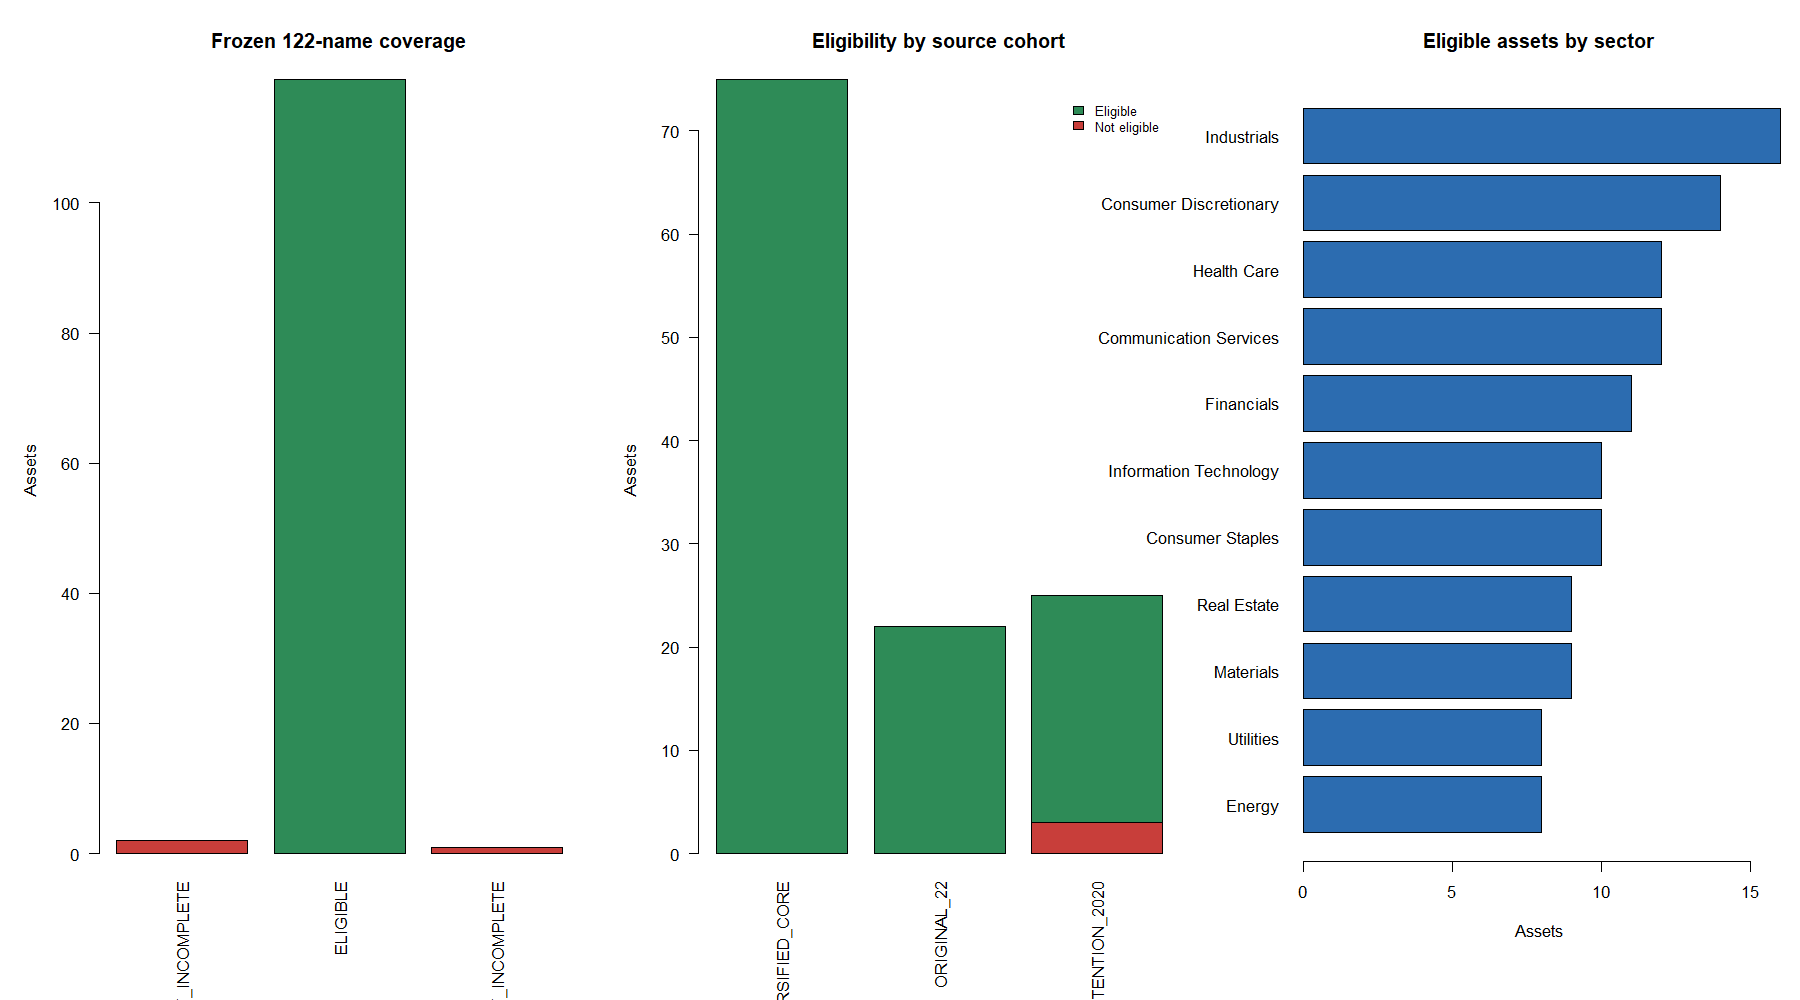 Frozen 122-name coverage
Assets
100
80
60
40
20
0
_INCOMPLETE
ELIGIBLE
_INCOMPLETE
Eligibility by source cohort
Eligible
Not eligible
Assets
70
60
50
40
30
20
10
0
RSIFIED_CORE
ORIGINAL_22
TENTION_2020
Eligible assets by sector
Industrials
Consumer Discretionary
Health Care
Communication Services
Financials
Information Technology
Consumer Staples
Real Estate
Materials
Utilities
Energy
0 5 10 15
Assets